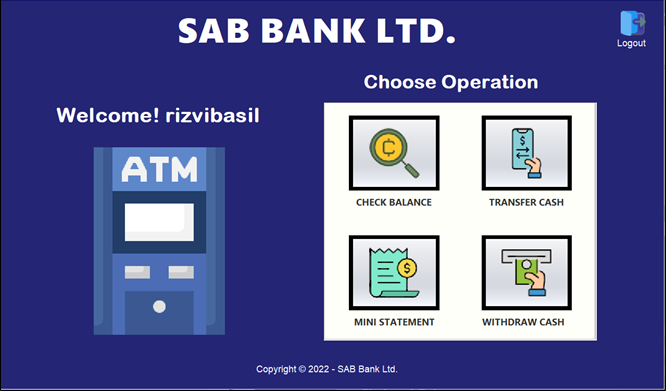 SAB BANK LTD.
Logout
Choose Operation
Welcome! rizvibasil
ATM
CHECK BALANCE
TRANSFER CASH
MINI STATEMENT
WITHDRAW CASH
Copyright © 2022 - SAB Bank Ltd.